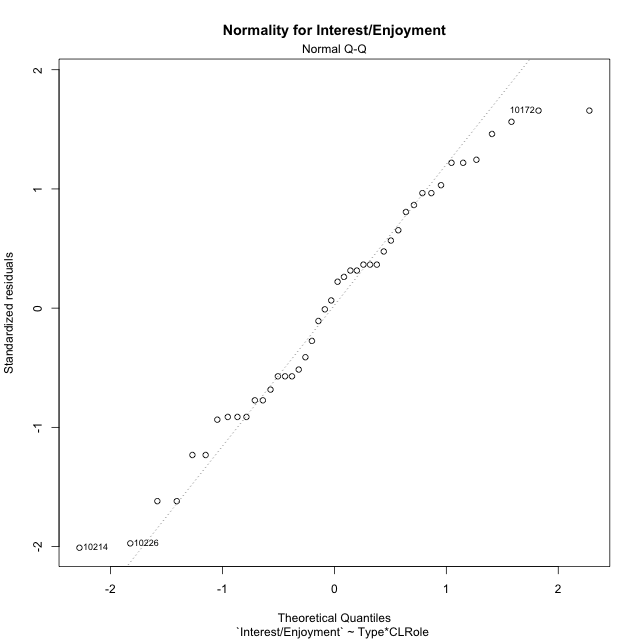 Normality for Interest/Enjoyment
Normal Q-Q
2
1
0
-1
-2
Standardized residuals
10172
10214
10226
-2
-1
0
1
2
Theoretical Quantiles
`Interest/Enjoyment` ~ Type*CLRole